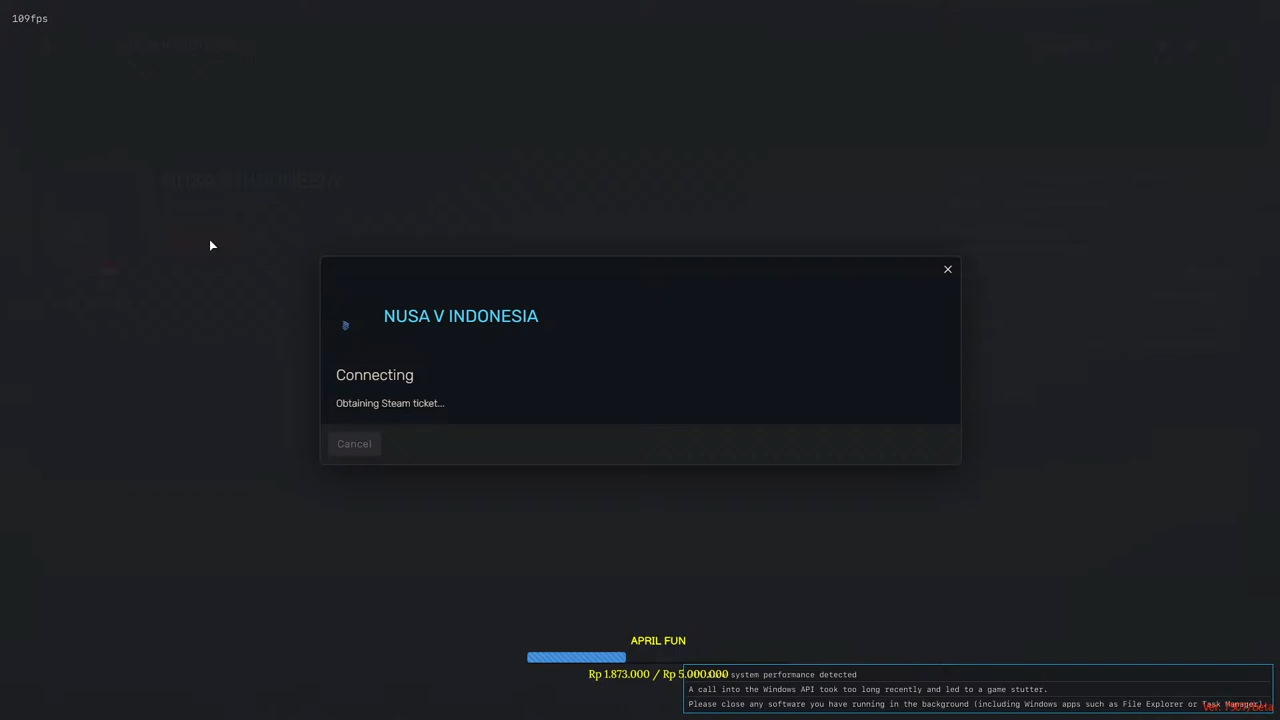 109fps
NUSA V INDONESIA
Connecting
Obtaining Steam ticket...
Cancel
APRIL FUN
Rp 1.873.000 / Rp 5.000.000
system performance detected
A call into the Windows API took too long recently and led to a game stutter.
Please close any software you have running in the background (including Windows apps such as File Explorer or Task Manager).